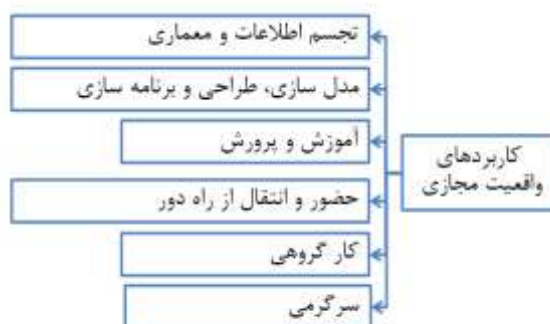 کاربردهای
واقعیت مجازی
تجسم اطلاعات و معماری
مدل سازی، طراحی و برنامه سازی
آموزش و پرورش
حضور و انتقال از راه دور
کار گروهی
سرگرمی